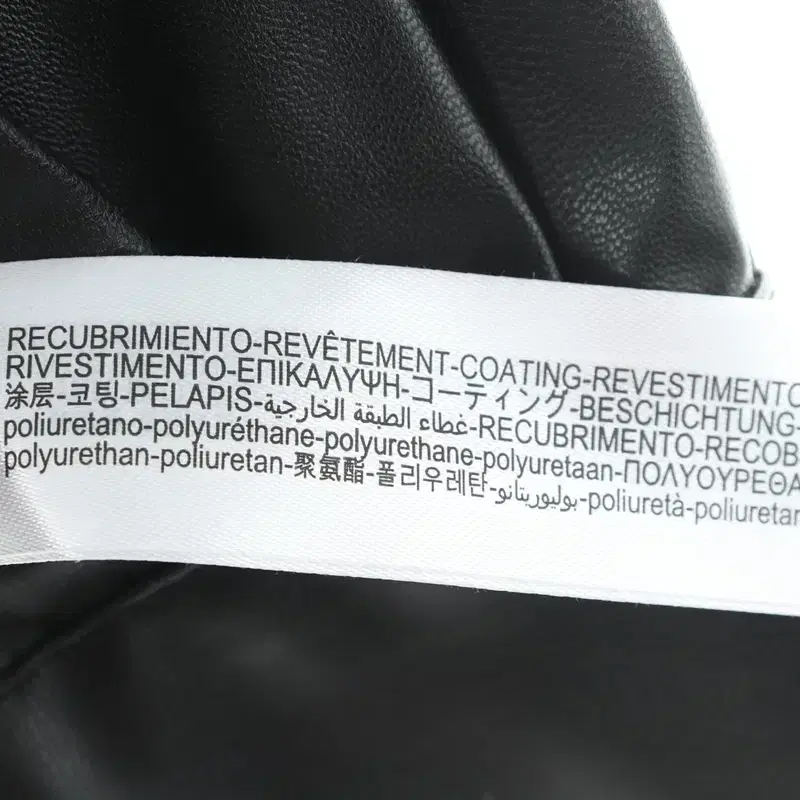 RECUBRIMIENTO-REVÊTEMENT-COATING-REVESTIMENTO
RIVESTIMENTO-ΕΠΙΚΑΛΥΨΗ-コーティング-BESCHICHTUNG-
涂层-코팅-PELAPIS-غطاء الطبقة الخارجية-RECUBRIMENTO-RECOB
poliuretano-polyuréthane-polyurethane-polyuretaan-ΠΟΛΥΟΥΡΕΘΑ
polyurethan-poliuretan-聚氨酯-폴리우레탄-بوليوريتانو-poliuretà-poliuretan